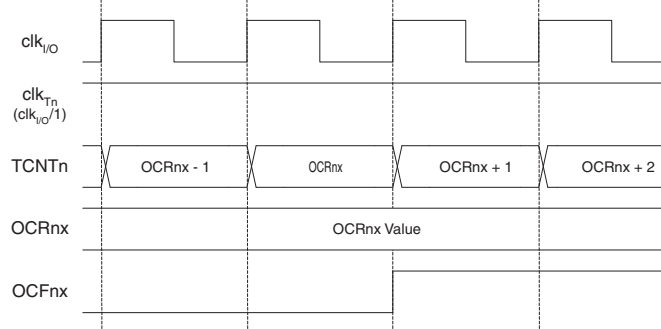 clkI/O
clkTn
(clkI/O/1)
TCNTn OCRnx - 1 OCRnx OCRnx + 1 OCRnx + 2
OCRnx OCRnx Value
OCFnx